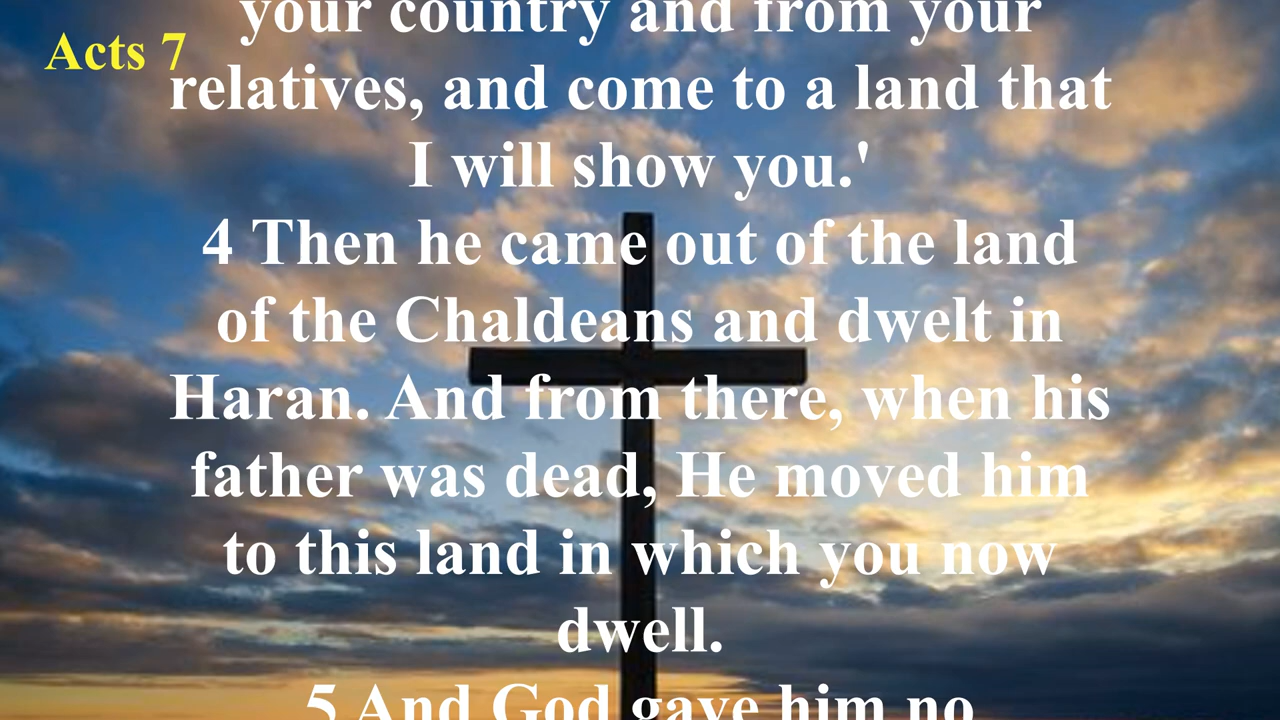 Acts 7
your country and from your
relatives, and come to a land that
I will show you.'
4 Then he came out of the land
of the Chaldeans and dwelt in
Haran. And from there, when his
father was dead, He moved him
to this land in which you now
dwell.
5 And God gave him no